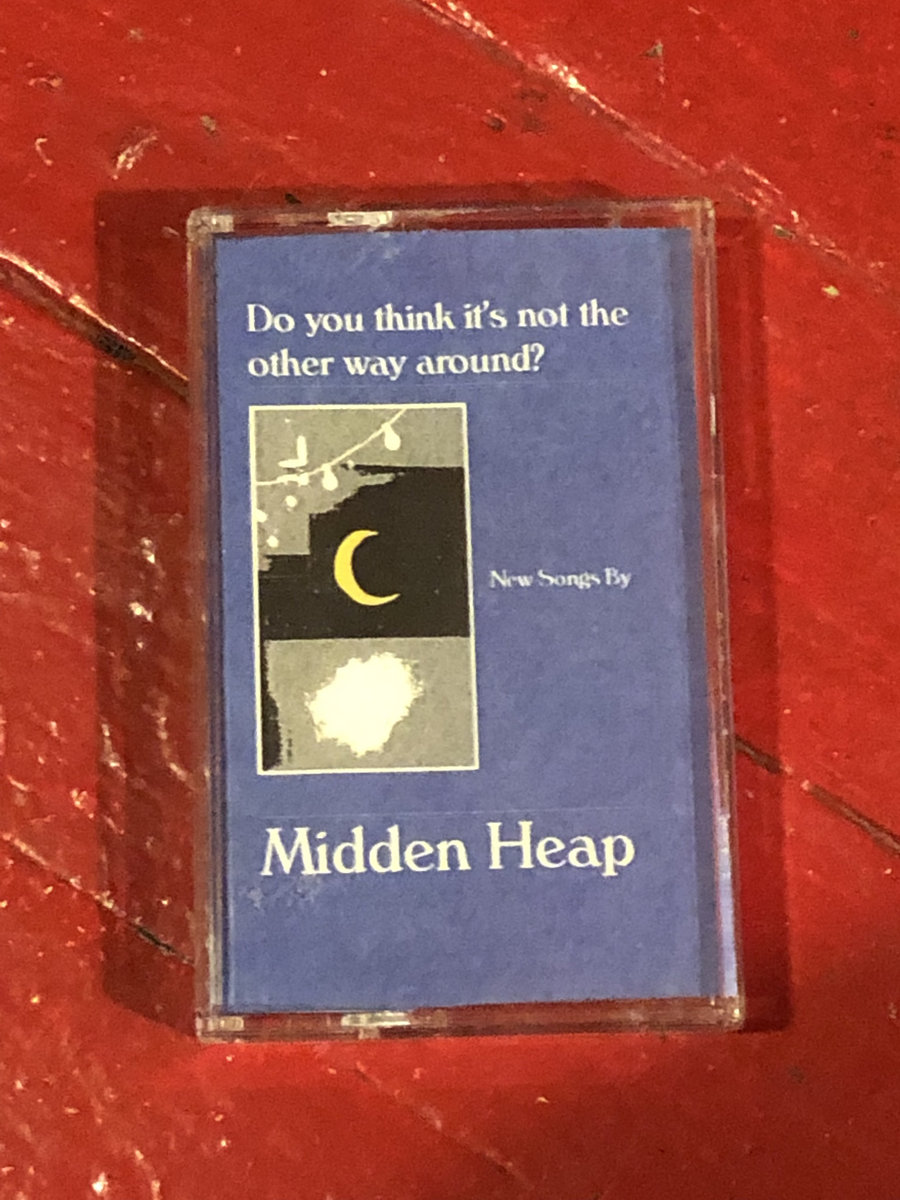 Do you think it's not the
other way around?
New Songs By
Midden Heap